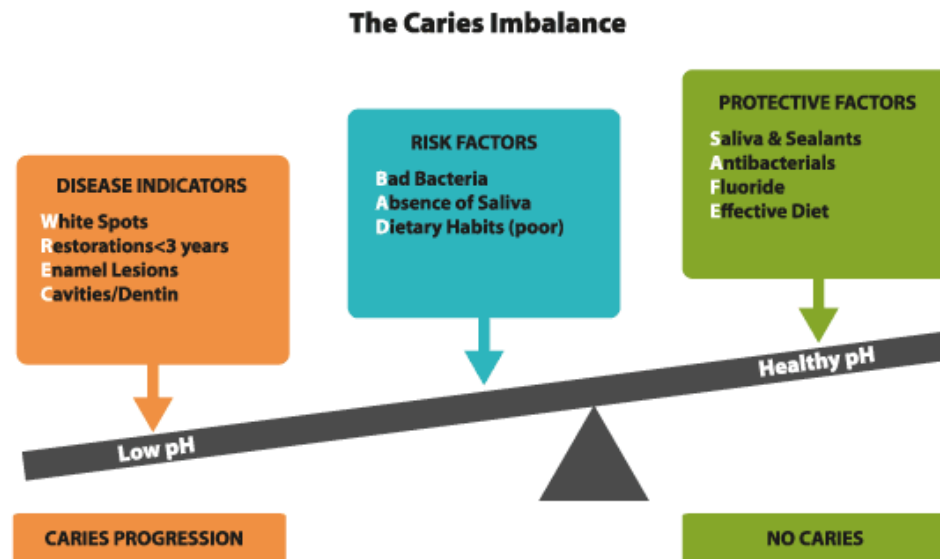 The Caries Imbalance
DISEASE INDICATORS
White Spots
Restorations<3 years
Enamel Lesions
Cavities/Dentin
RISK FACTORS
Bad Bacteria
Absence of Saliva
Dietary Habits (poor)
PROTECTIVE FACTORS
Saliva & Sealants
Antibacterials
Fluoride
Effective Diet
Low pH
Healthy pH
CARIES PROGRESSION
NO CARIES